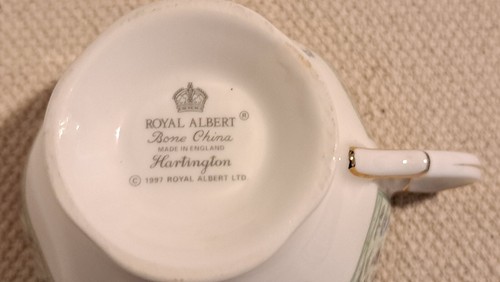 ROYAL ALBERT ®
Bone China
MADE IN ENGLAND
Hartington
© 1997 ROYAL ALBERT LTD.